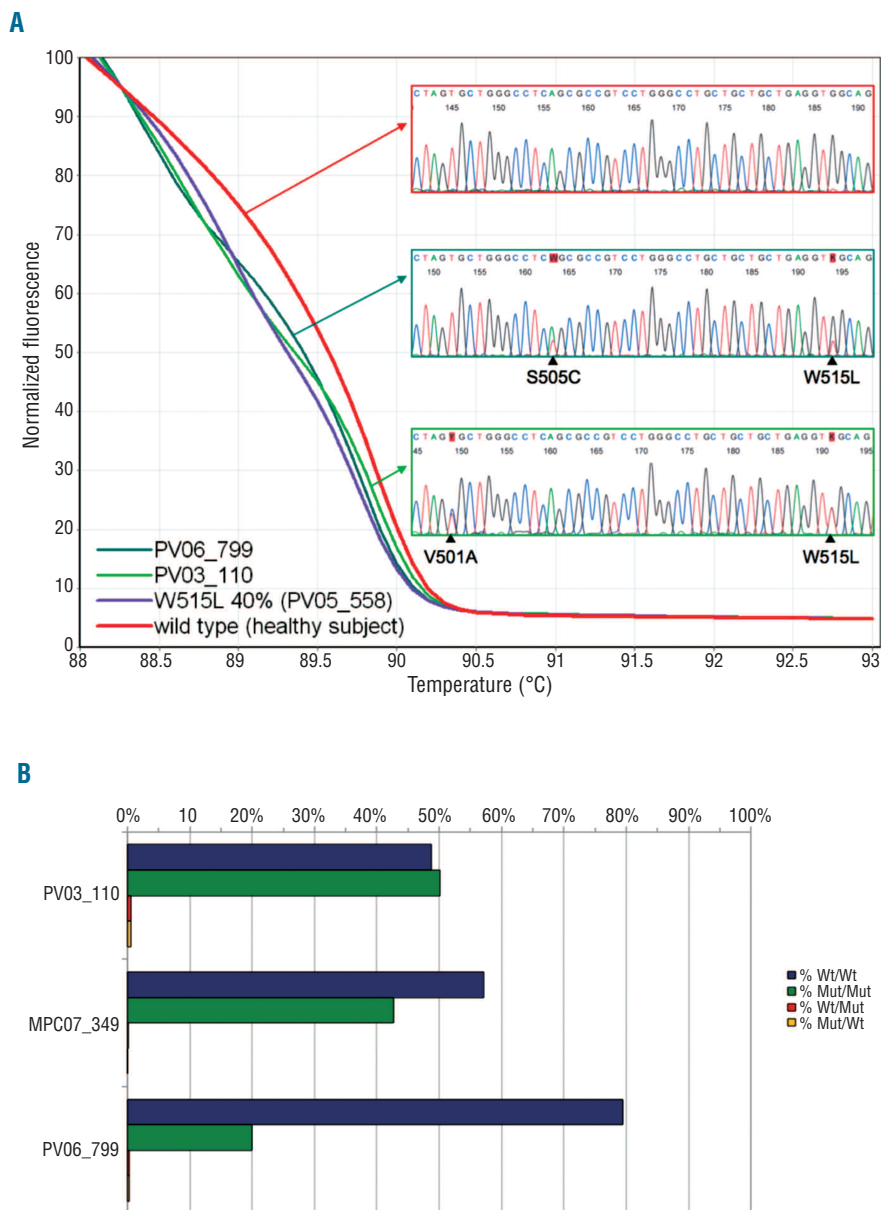 A
Normalized fluorescence
100
90
80
70
60
50
40
30
20
10
0
CTAGTGCTGGGCCTCAGCGCCGTCCTGGGCCTGCTGCTGCTGAGGTGGCAG
145 150 155 160 165 170 175 180 185 190
CTAGTGCTGGGCCTCWGCGCCGTCCTGGGCCTGCTGCTGCTGAGGTKGCAG
150 155 160 165 170 175 180 185 190 195
S505C W515L
CTAGYGCTGGGCCTCAGCGCCGTCCTGGGCCTGCTGCTGCTGAGGTKGCAG
45 150 155 160 165 170 175 180 185 190 195
V501A W515L
PV06_799
PV03_110
W515L 40% (PV05_558)
wild type (healthy subject)
88 88.5 89 89.5 90 90.5 91 91.5 92 92.5 93
Temperature (°C)
B
0% 10 20% 30% 40% 50% 60% 70% 80% 90% 100%
PV03_110
MPC07_349
PV06_799
% Wt/Wt
% Mut/Mut
% Wt/Mut
% Mut/Wt